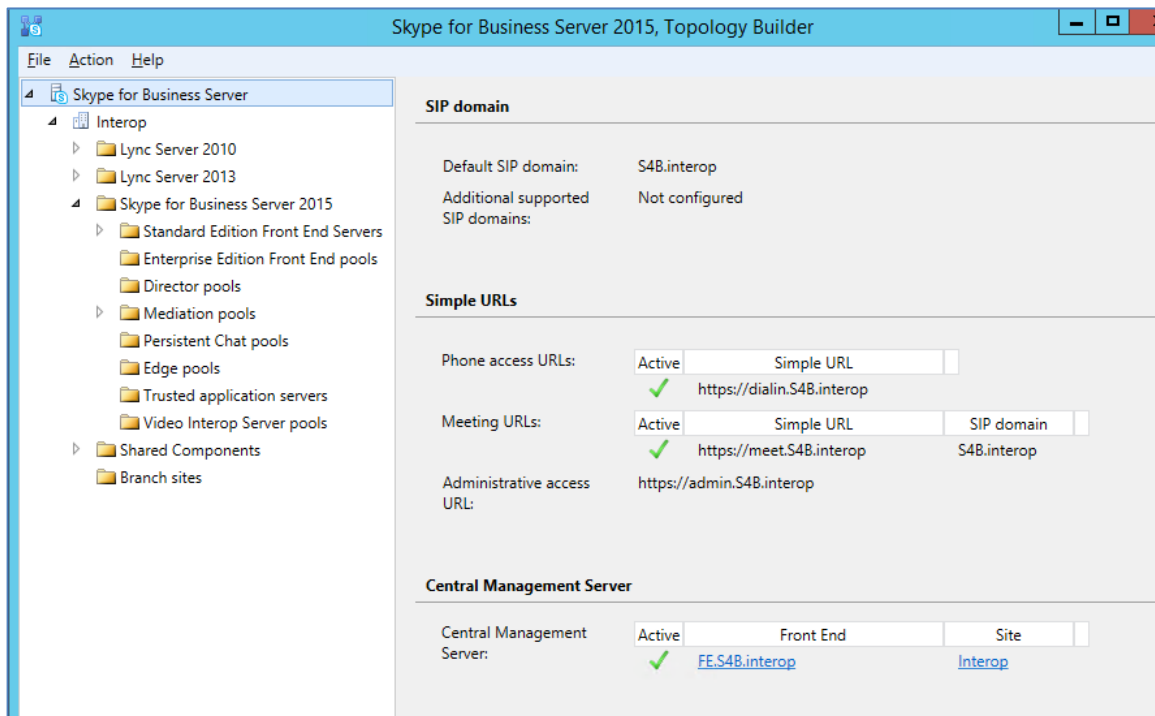 Skype for Business Server 2015, Topology Builder
File Action Help
Skype for Business Server
Interop
Lync Server 2010
Lync Server 2013
Skype for Business Server 2015
Standard Edition Front End Servers
Enterprise Edition Front End pools
Director pools
Mediation pools
Persistent Chat pools
Edge pools
Trusted application servers
Video Interop Server pools
Shared Components
Branch sites
SIP domain
Default SIP domain: S4B.interop
Additional supported Not configured
SIP domains:
Simple URLs
Phone access URLs: Active Simple URL
https://dialin.S4B.interop
Meeting URLs: Active Simple URL SIP domain
https://meet.S4B.interop S4B.interop
Administrative access https://admin.S4B.interop
URL:
Central Management Server
Central Management Active Front End Site
Server: FE.S4B.interop Interop